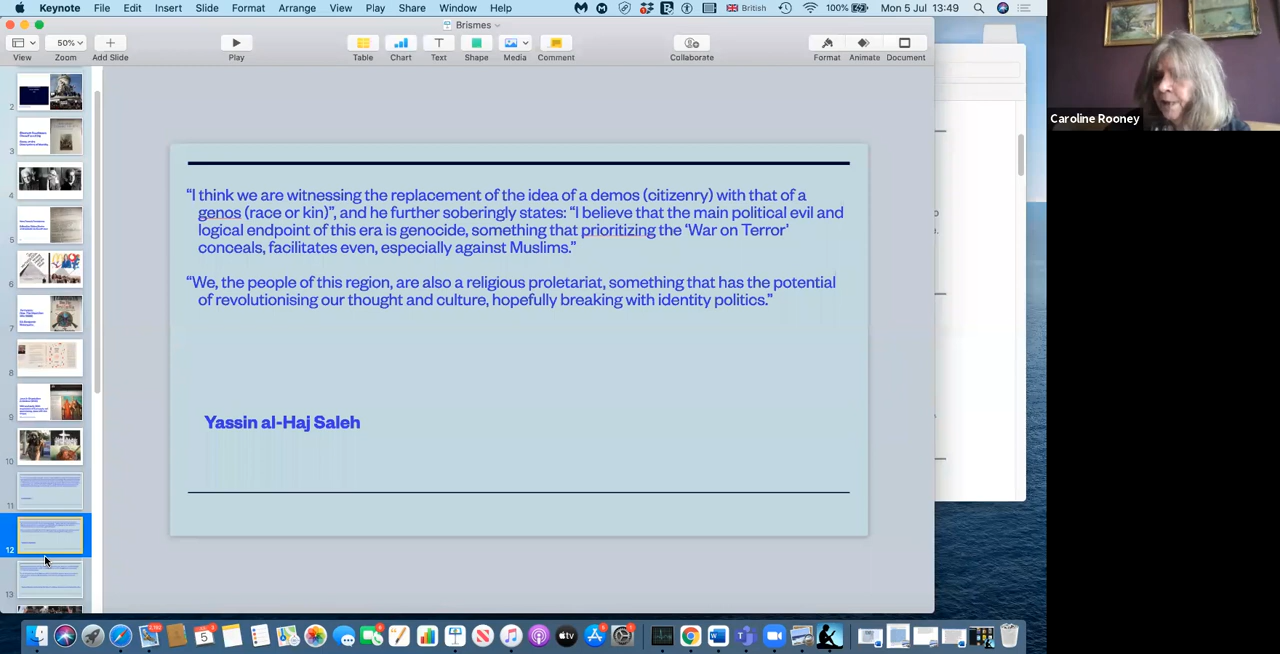 Keynote File Edit Insert Slide Format Arrange View Play Share Window Help British 100% Mon 5 Jul 13:49
Brismes
50%
View Zoom Add Slide Play Table Chart Text Shape Media Comment Collaborate Format Animate Document
2
3
4
5
6
7
8
9
10
11
12
13
“I think we are witnessing the replacement of the idea of a demos (citizenry) with that of a
genos (race or kin)”, and he further soberingly states: “I believe that the main political evil and
logical endpoint of this era is genocide, something that prioritizing the ‘War on Terror’
conceals, facilitates even, especially against Muslims.”
“We, the people of this region, are also a religious proletariat, something that has the potential
of revolutionising our thought and culture, hopefully breaking with identity politics.”
Yassin al-Haj Saleh
Caroline Rooney